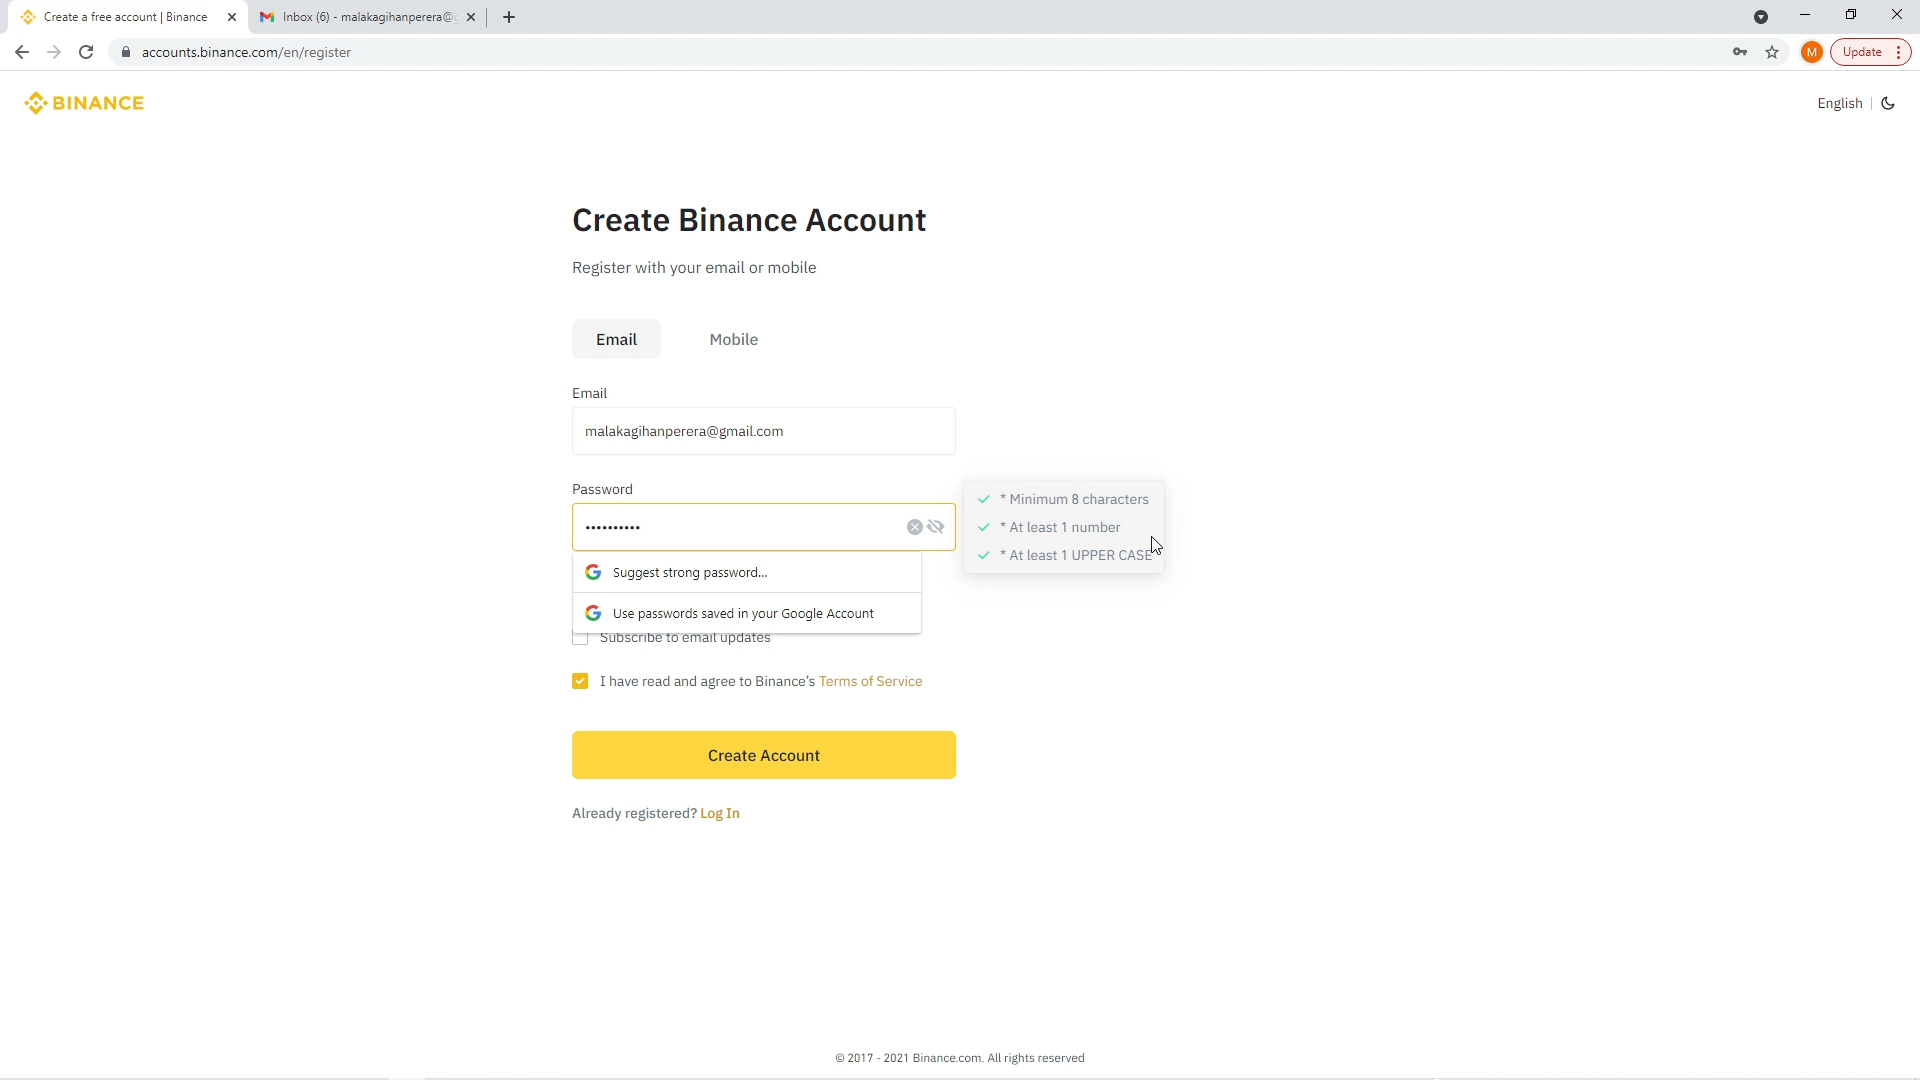 Create a free account | Binance
Inbox (6) - malakagihanperera@g
accounts.binance.com/en/register
M
Update
BINANCE
English
Create Binance Account
Register with your email or mobile
Email
Mobile
Email
malakagihanperera@gmail.com
Password
••••••••••
* Minimum 8 characters
* At least 1 number
* At least 1 UPPER CASE
Suggest strong password...
Use passwords saved in your Google Account
Subscribe to email updates
I have read and agree to Binance’s Terms of Service
Create Account
Already registered? Log In
© 2017 - 2021 Binance.com. All rights reserved